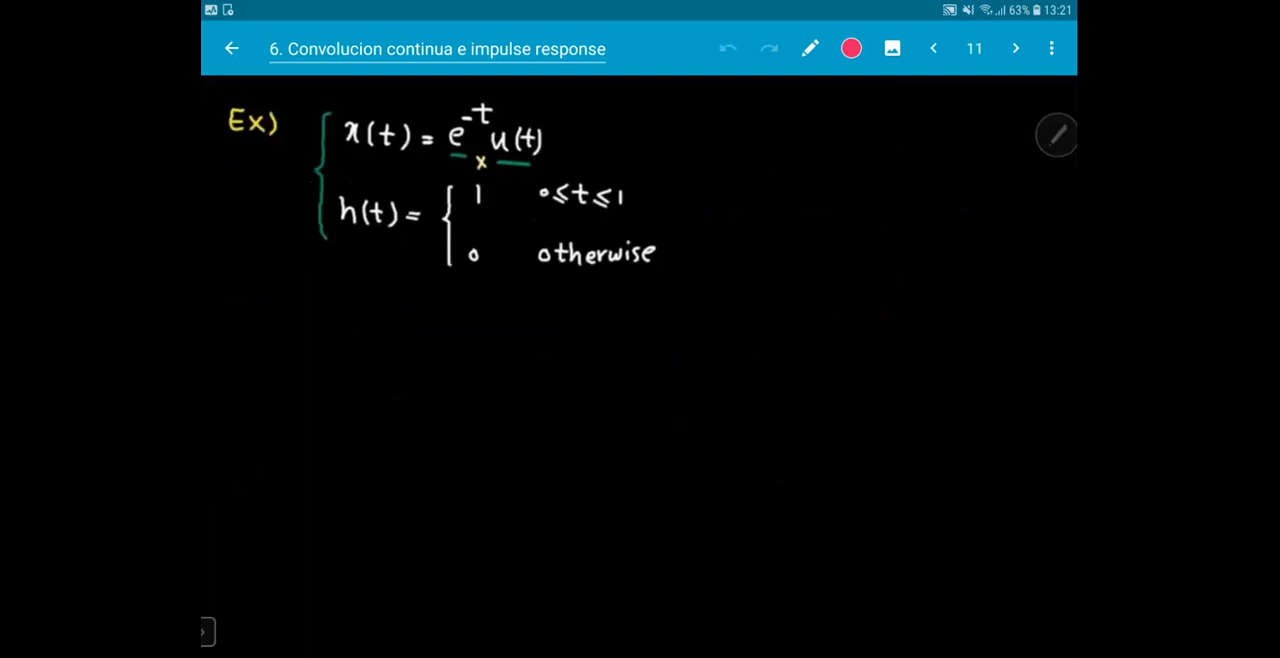 63% 13:21
6. Convolucion continua e impulse response 11
Ex) x(t) = e^-t u(t)
x
h(t) = { 1 0≤t≤1
0 otherwise